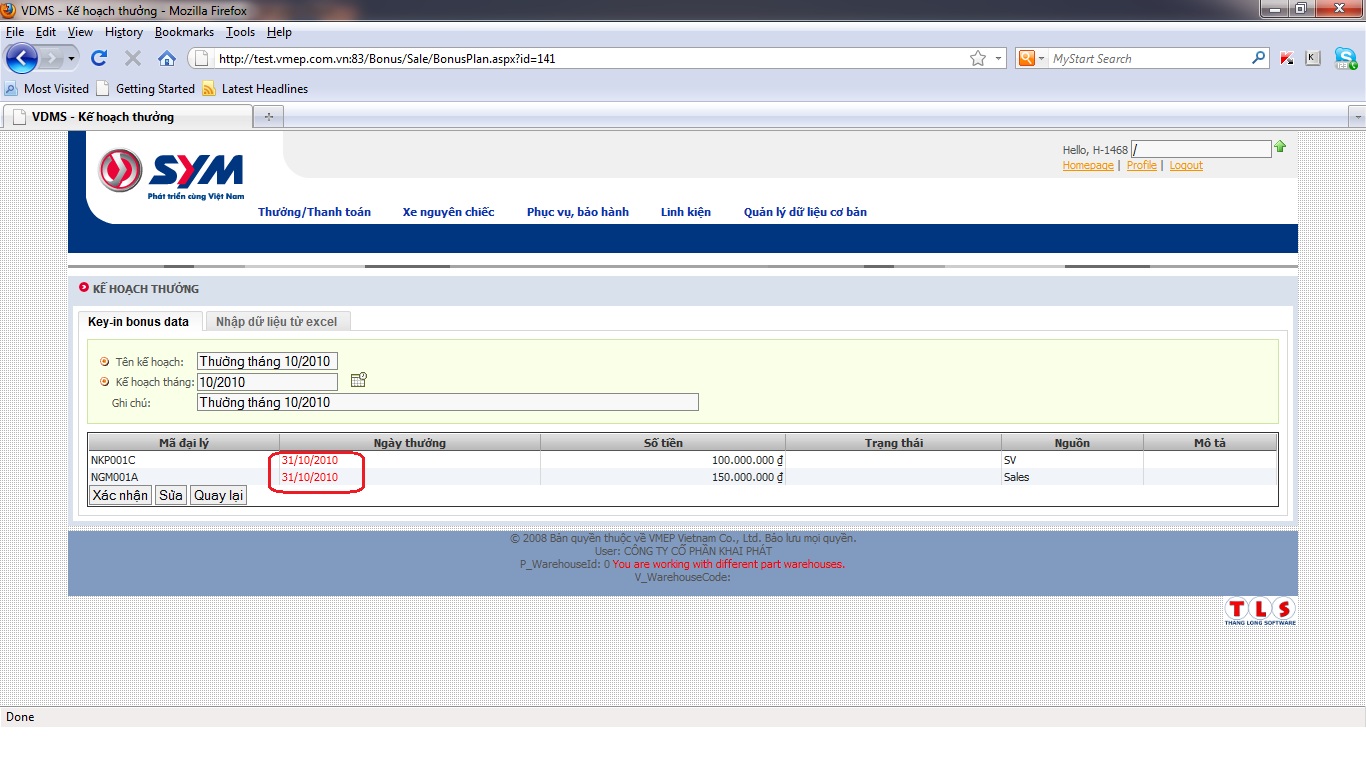 VDMS - Kế hoạch thưởng - Mozilla Firefox
File Edit View History Bookmarks Tools Help
http://test.vmep.com.vn:83/Bonus/Sale/BonusPlan.aspx?id=141
MyStart Search
Most Visited Getting Started Latest Headlines
VDMS - Kế hoạch thưởng
SYM
Phát triển cùng Việt Nam
Hello, H-1468 /
Homepage | Profile | Logout
Thưởng/Thanh toán Xe nguyên chiếc Phục vụ, bảo hành Linh kiện Quản lý dữ liệu cơ bản
KẾ HOẠCH THƯỞNG
Key-in bonus data Nhập dữ liệu từ excel
Tên kế hoạch: Thưởng tháng 10/2010
Kế hoạch tháng: 10/2010
Ghi chú: Thưởng tháng 10/2010
Mã đại lý Ngày thưởng Số tiền Trạng thái Nguồn Mô tả
NKP001C 31/10/2010 100.000.000 ₫ SV
NGM001A 31/10/2010 150.000.000 ₫ Sales
Xác nhận Sửa Quay lại
© 2008 Bản quyền thuộc về VMEP Vietnam Co., Ltd. Bảo lưu mọi quyền.
User: CÔNG TY CỔ PHẦN KHẢI PHÁT
P_WarehouseId: 0 You are working with different part warehouses.
V_WarehouseCode:
TLS
THANG LONG SOFTWARE
Done